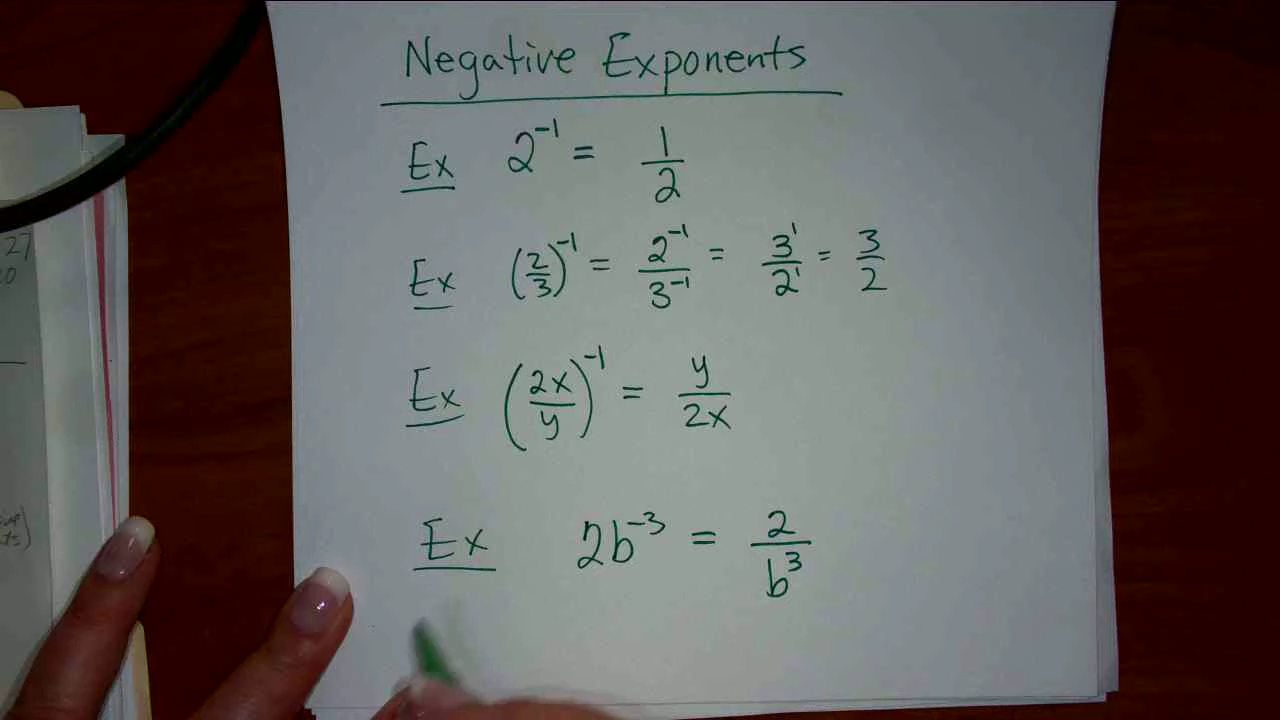 Negative Exponents
Ex 2⁻¹ = 1/2
Ex (2/3)⁻¹ = 2⁻¹/3⁻¹ = 3¹/2¹ = 3/2
Ex (2x/y)⁻¹ = y/2x
Ex 2b⁻³ = 2/b³
27